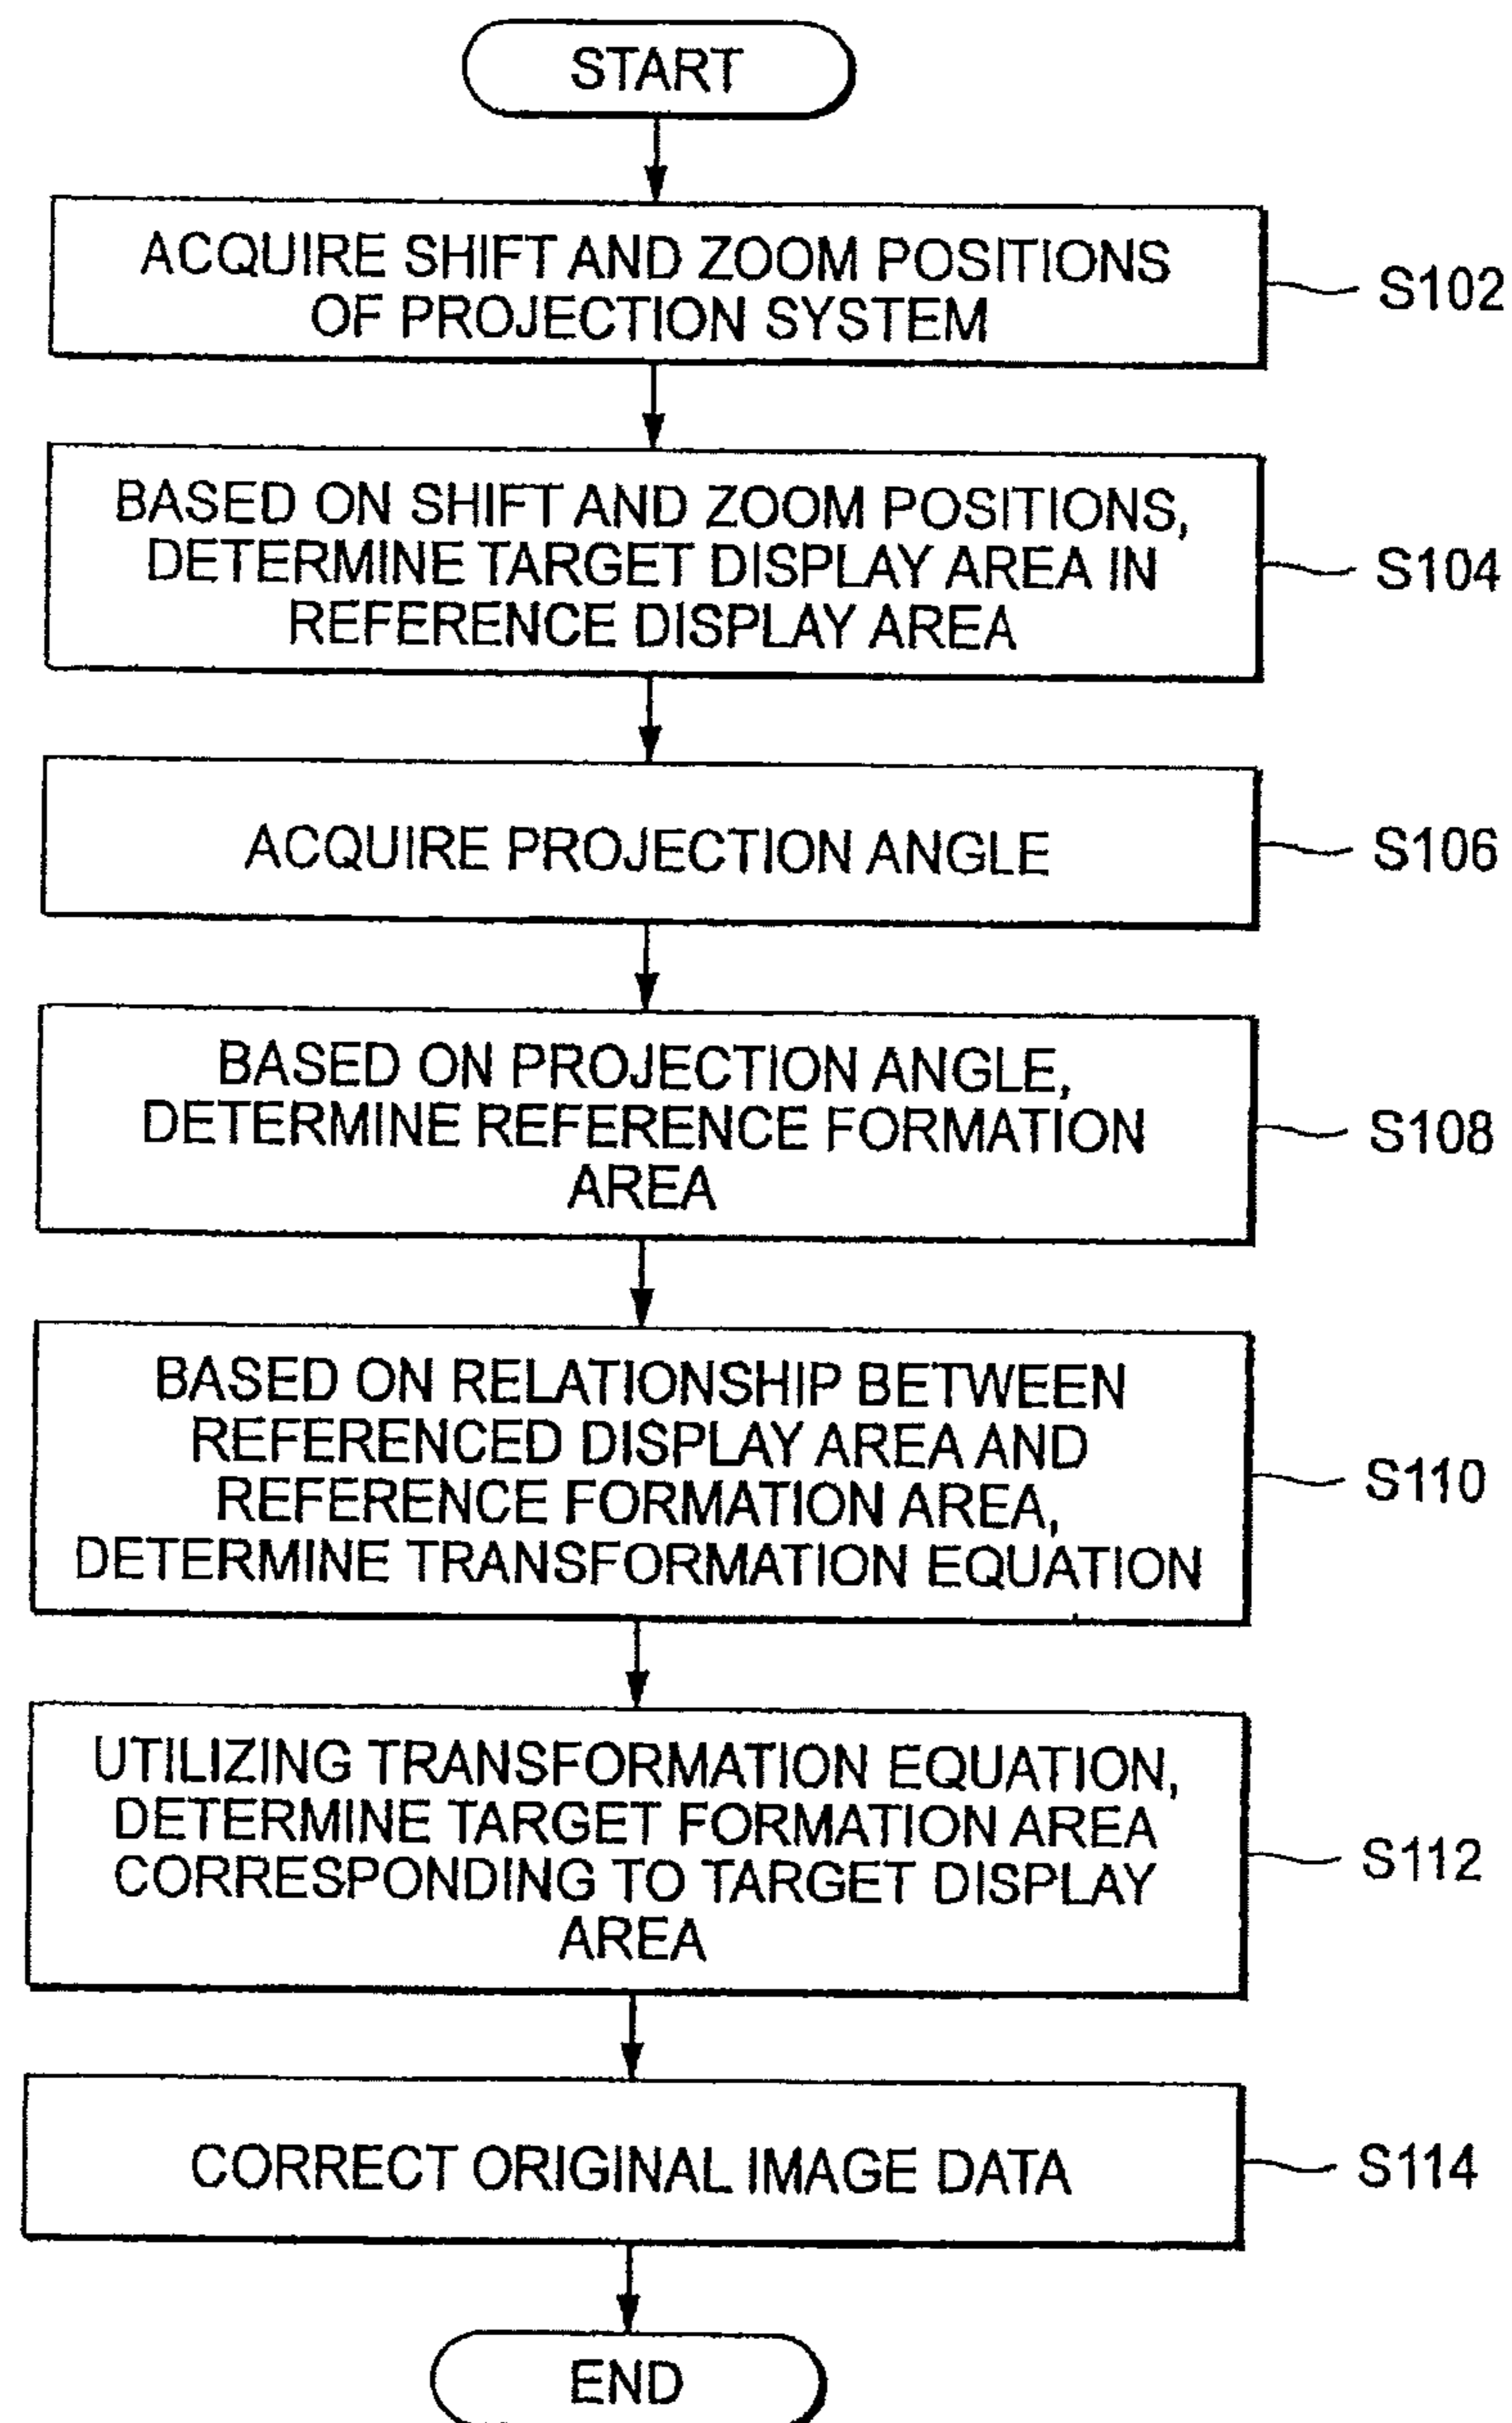 START
ACQUIRE SHIFT AND ZOOM POSITIONS
OF PROJECTION SYSTEM
S102
BASED ON SHIFT AND ZOOM POSITIONS,
DETERMINE TARGET DISPLAY AREA IN
REFERENCE DISPLAY AREA
S104
ACQUIRE PROJECTION ANGLE
S106
BASED ON PROJECTION ANGLE,
DETERMINE REFERENCE FORMATION
AREA
S108
BASED ON RELATIONSHIP BETWEEN
REFERENCED DISPLAY AREA AND
REFERENCE FORMATION AREA,
DETERMINE TRANSFORMATION EQUATION
S110
UTILIZING TRANSFORMATION EQUATION,
DETERMINE TARGET FORMATION AREA
CORRESPONDING TO TARGET DISPLAY
AREA
S112
CORRECT ORIGINAL IMAGE DATA
S114
END